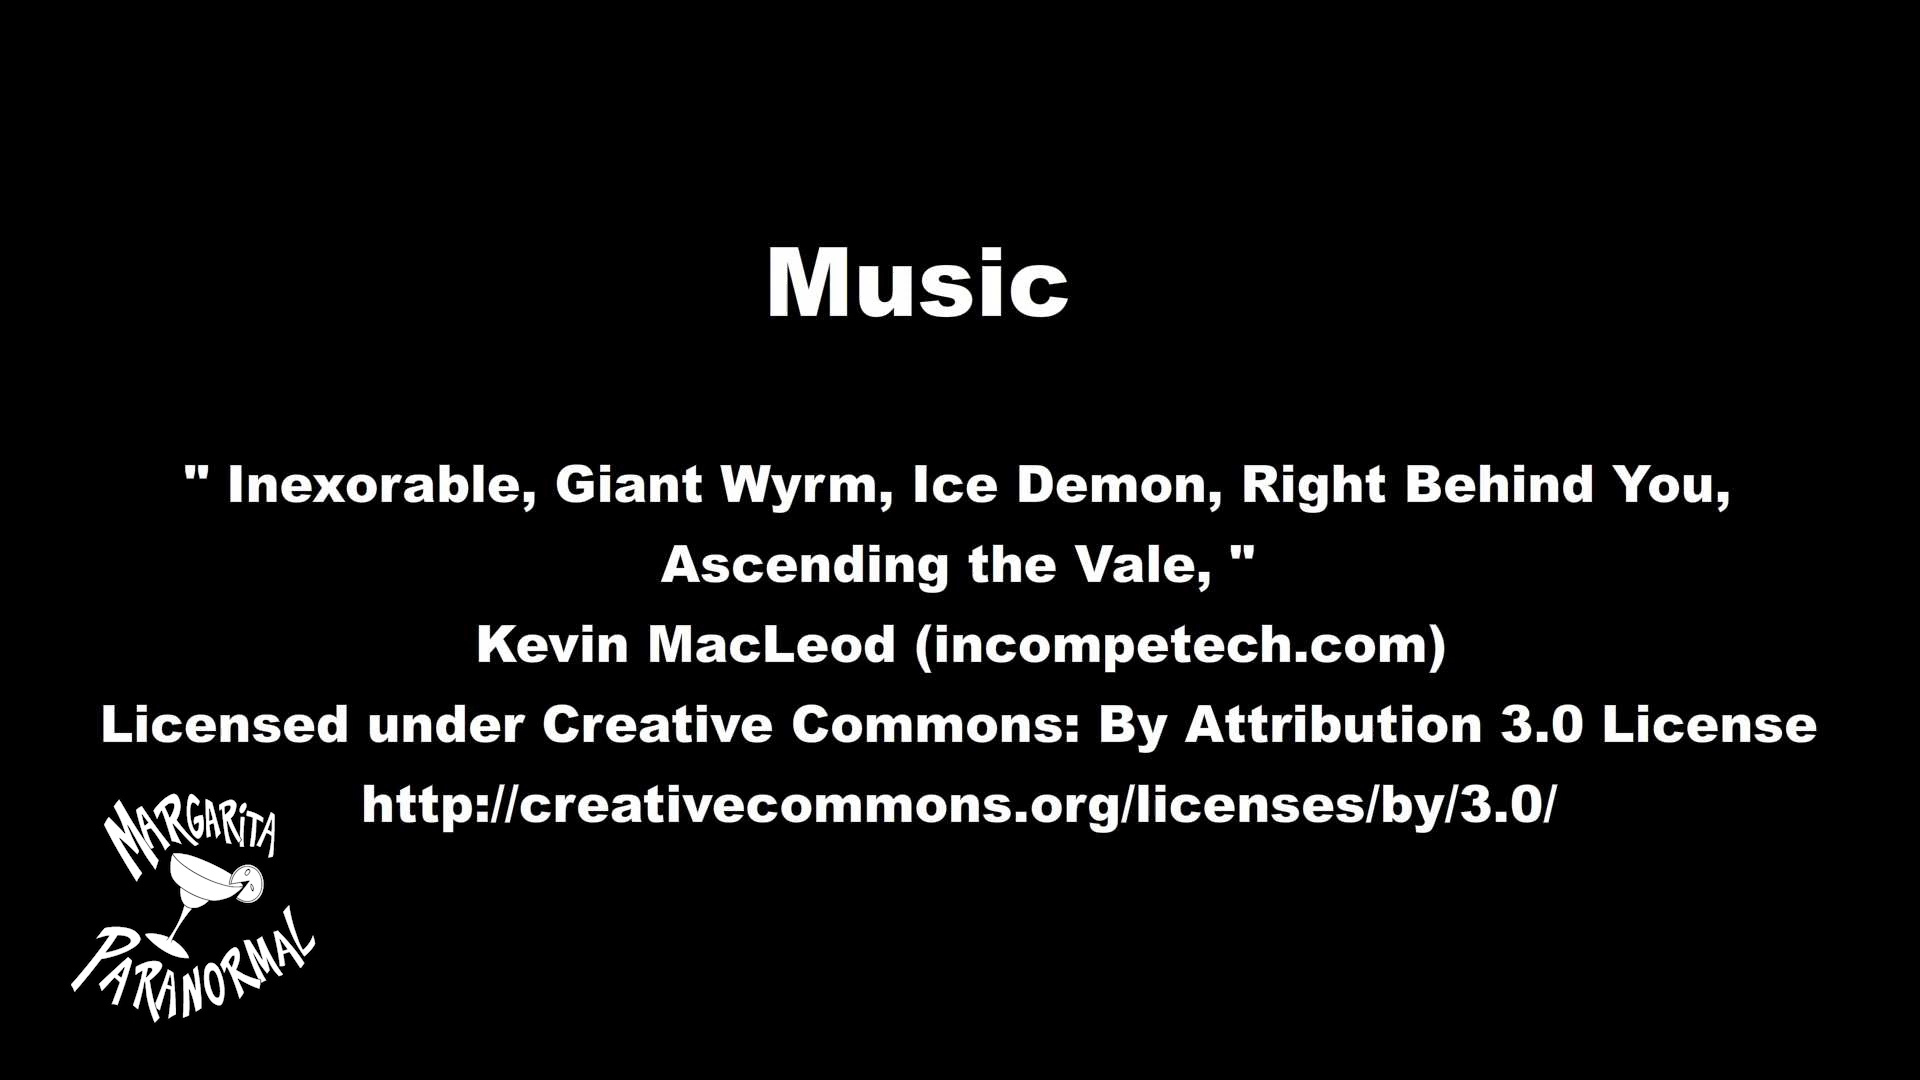 Music
" Inexorable, Giant Wyrm, Ice Demon, Right Behind You,
Ascending the Vale, "
Kevin MacLeod (incompetech.com)
Licensed under Creative Commons: By Attribution 3.0 License
http://creativecommons.org/licenses/by/3.0/
MARGARiTA
PARANORMAL